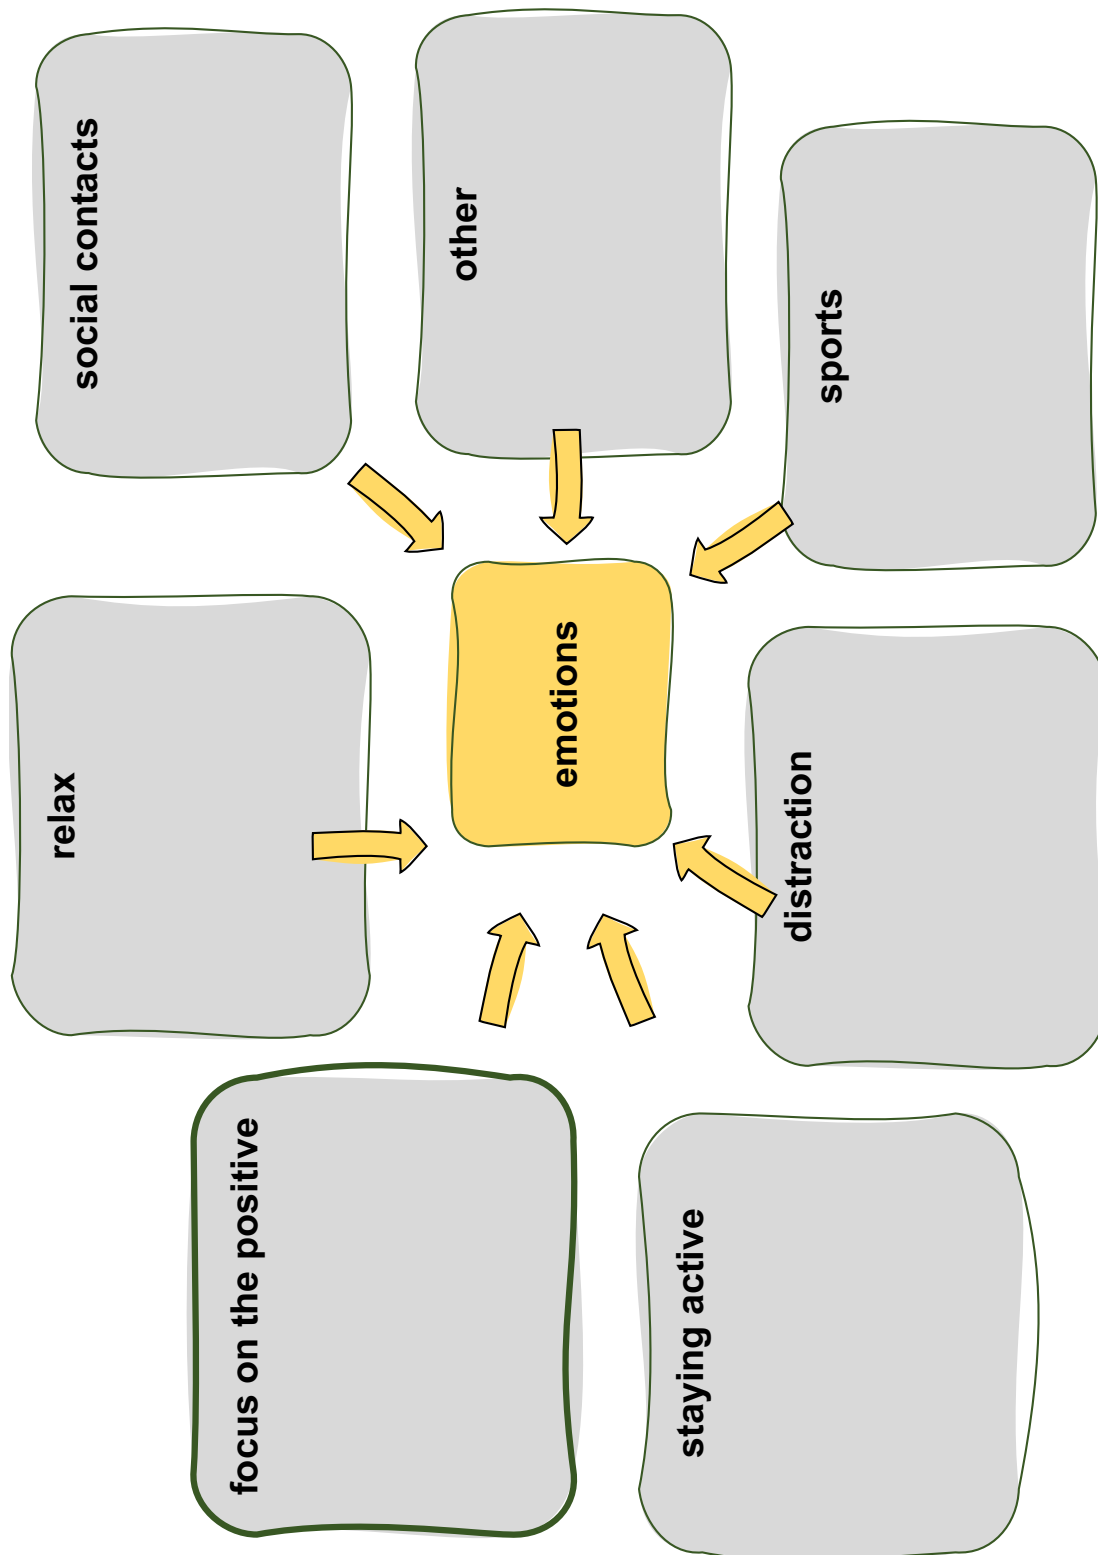 focus on the positive
relax
social contacts
emotions
other
staying active
distraction
sports